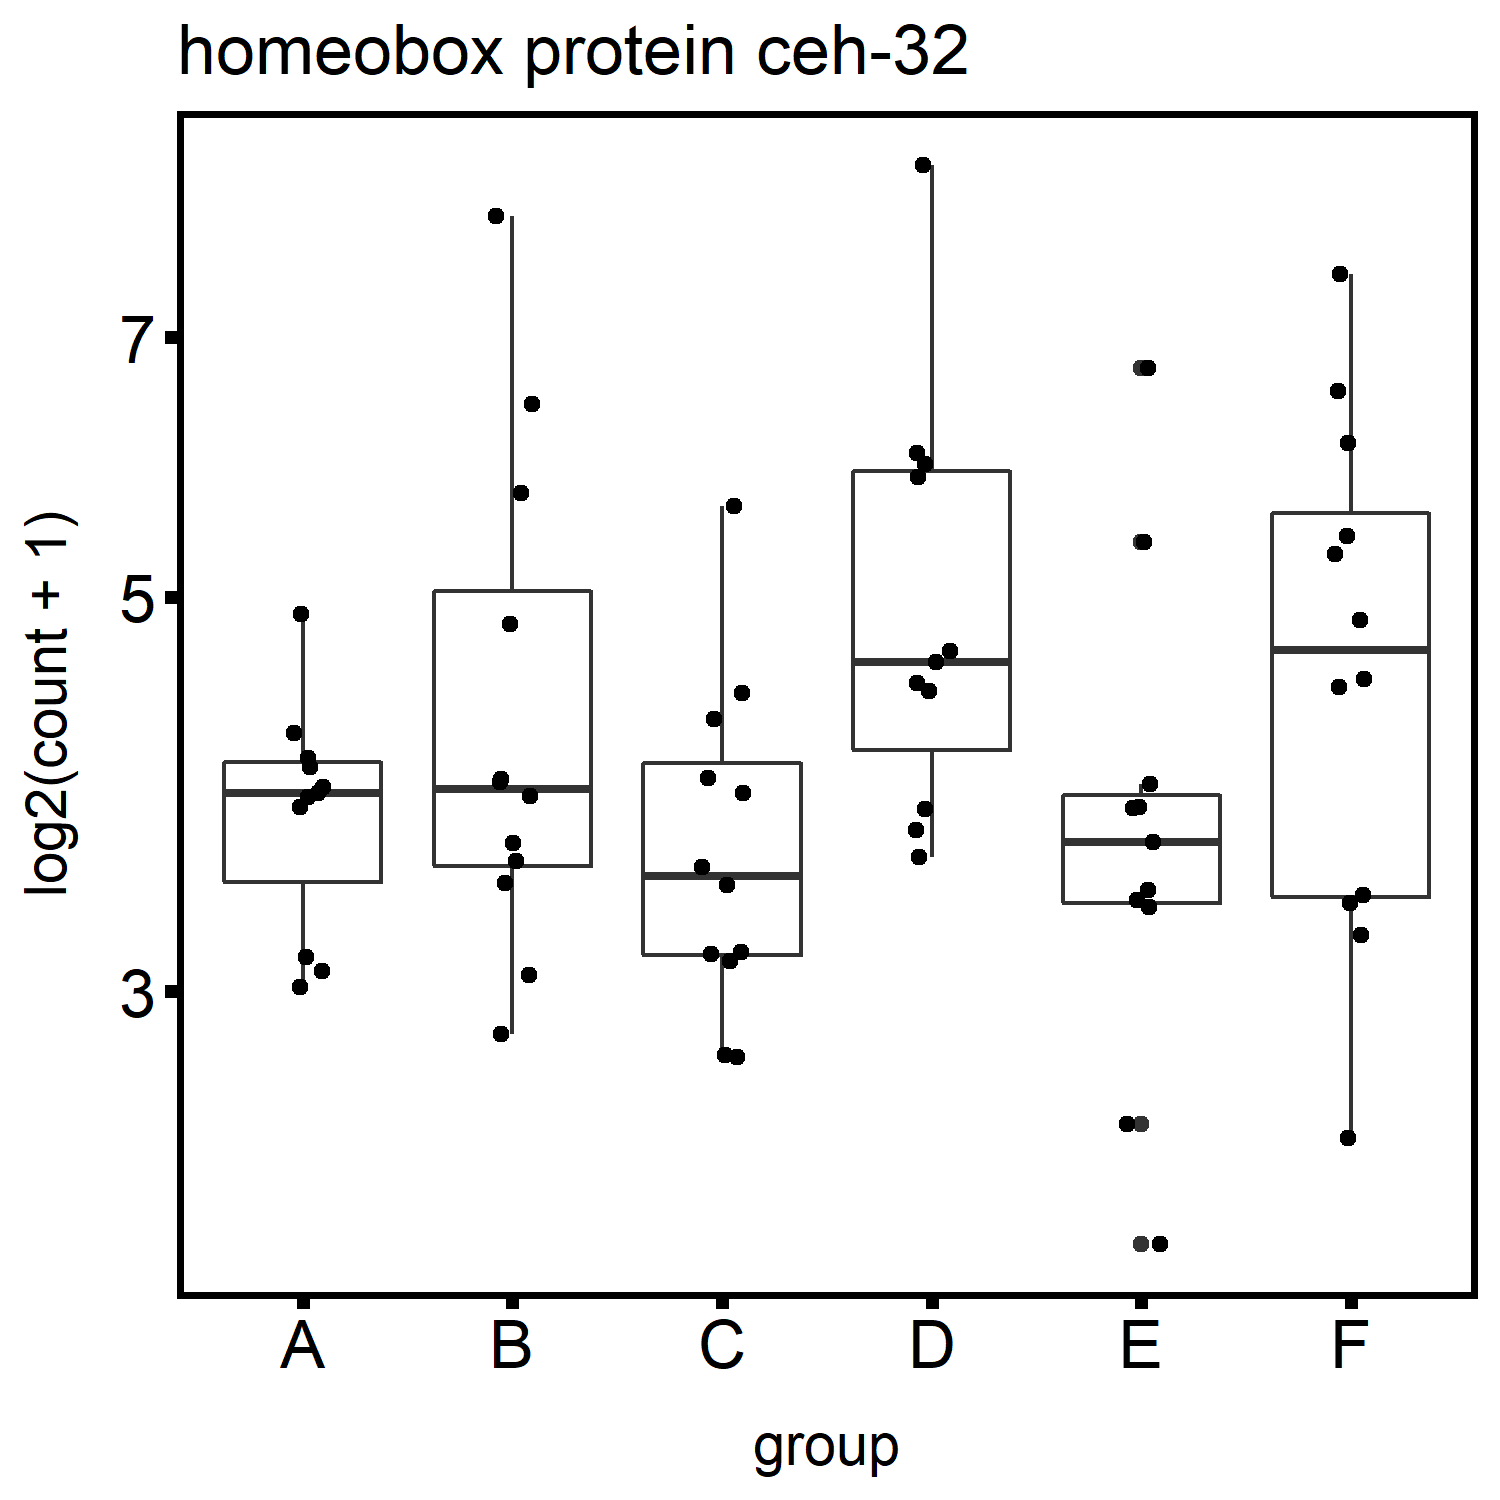 homeobox protein ceh-32
log2(count + 1)
7
5
3
A B C D E F
group